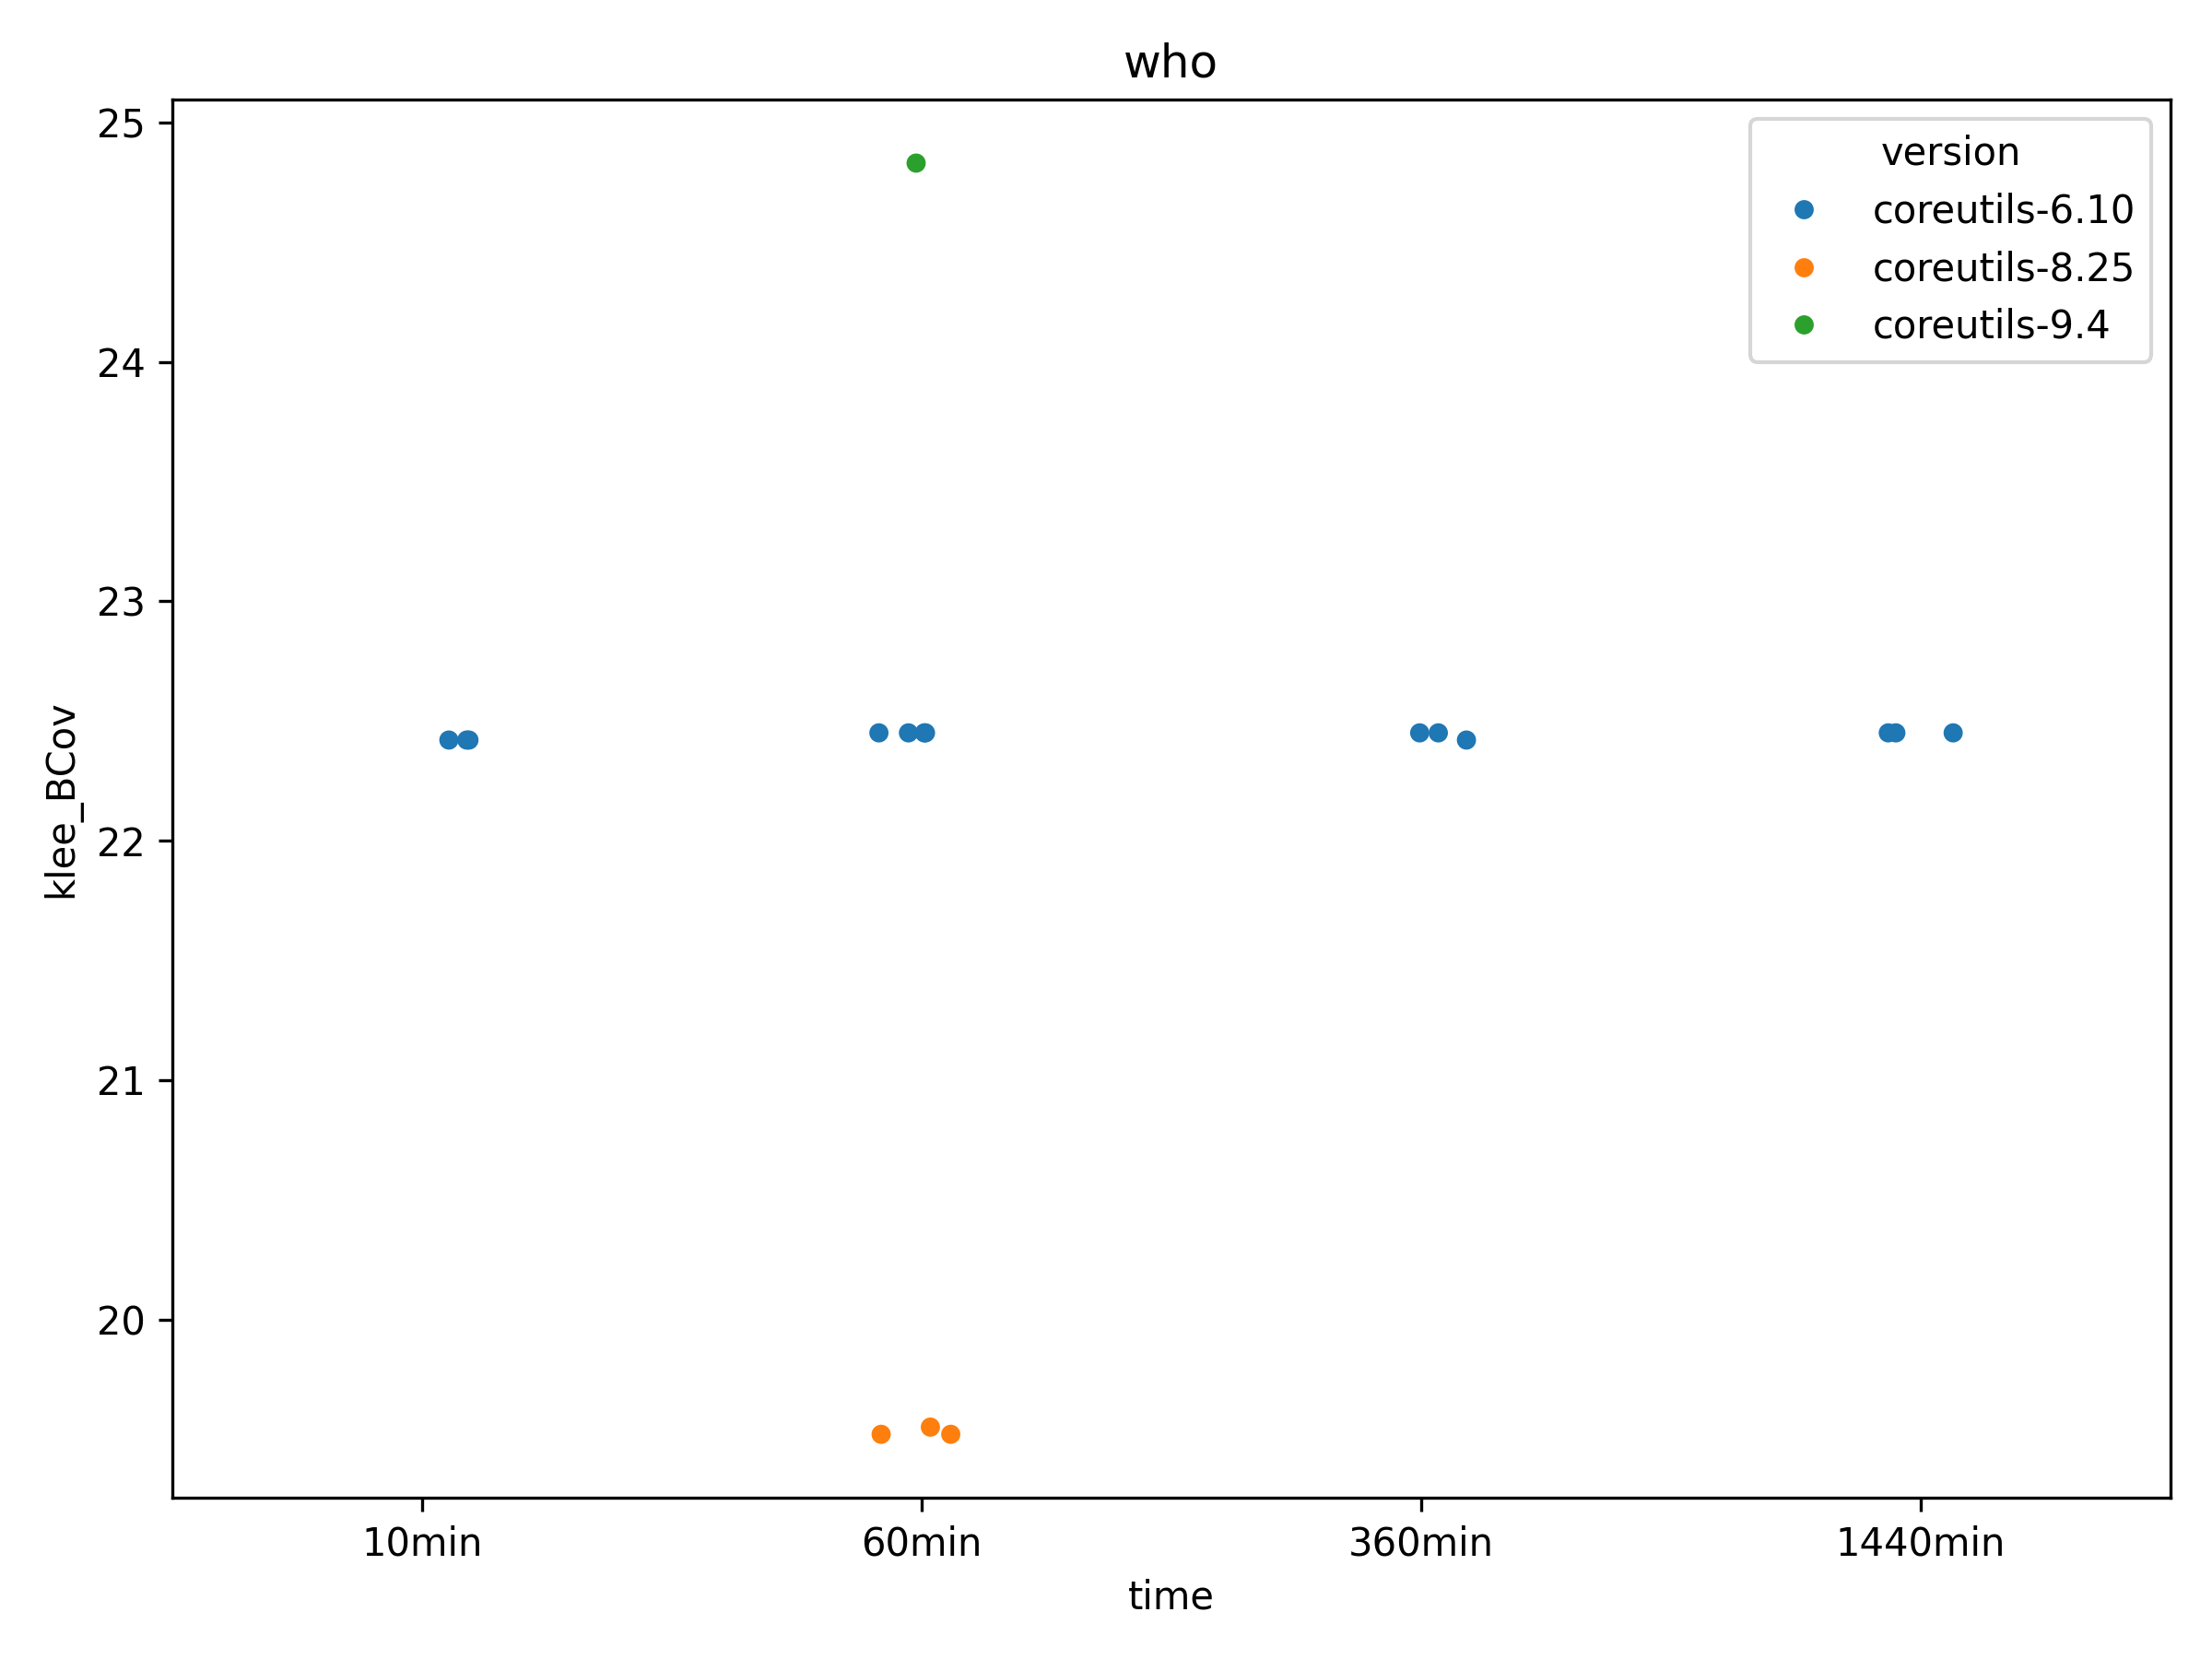 who
25
24
23
22
21
20
klee_BCov
version
coreutils-6.10
coreutils-8.25
coreutils-9.4
10min
60min
360min
1440min
time